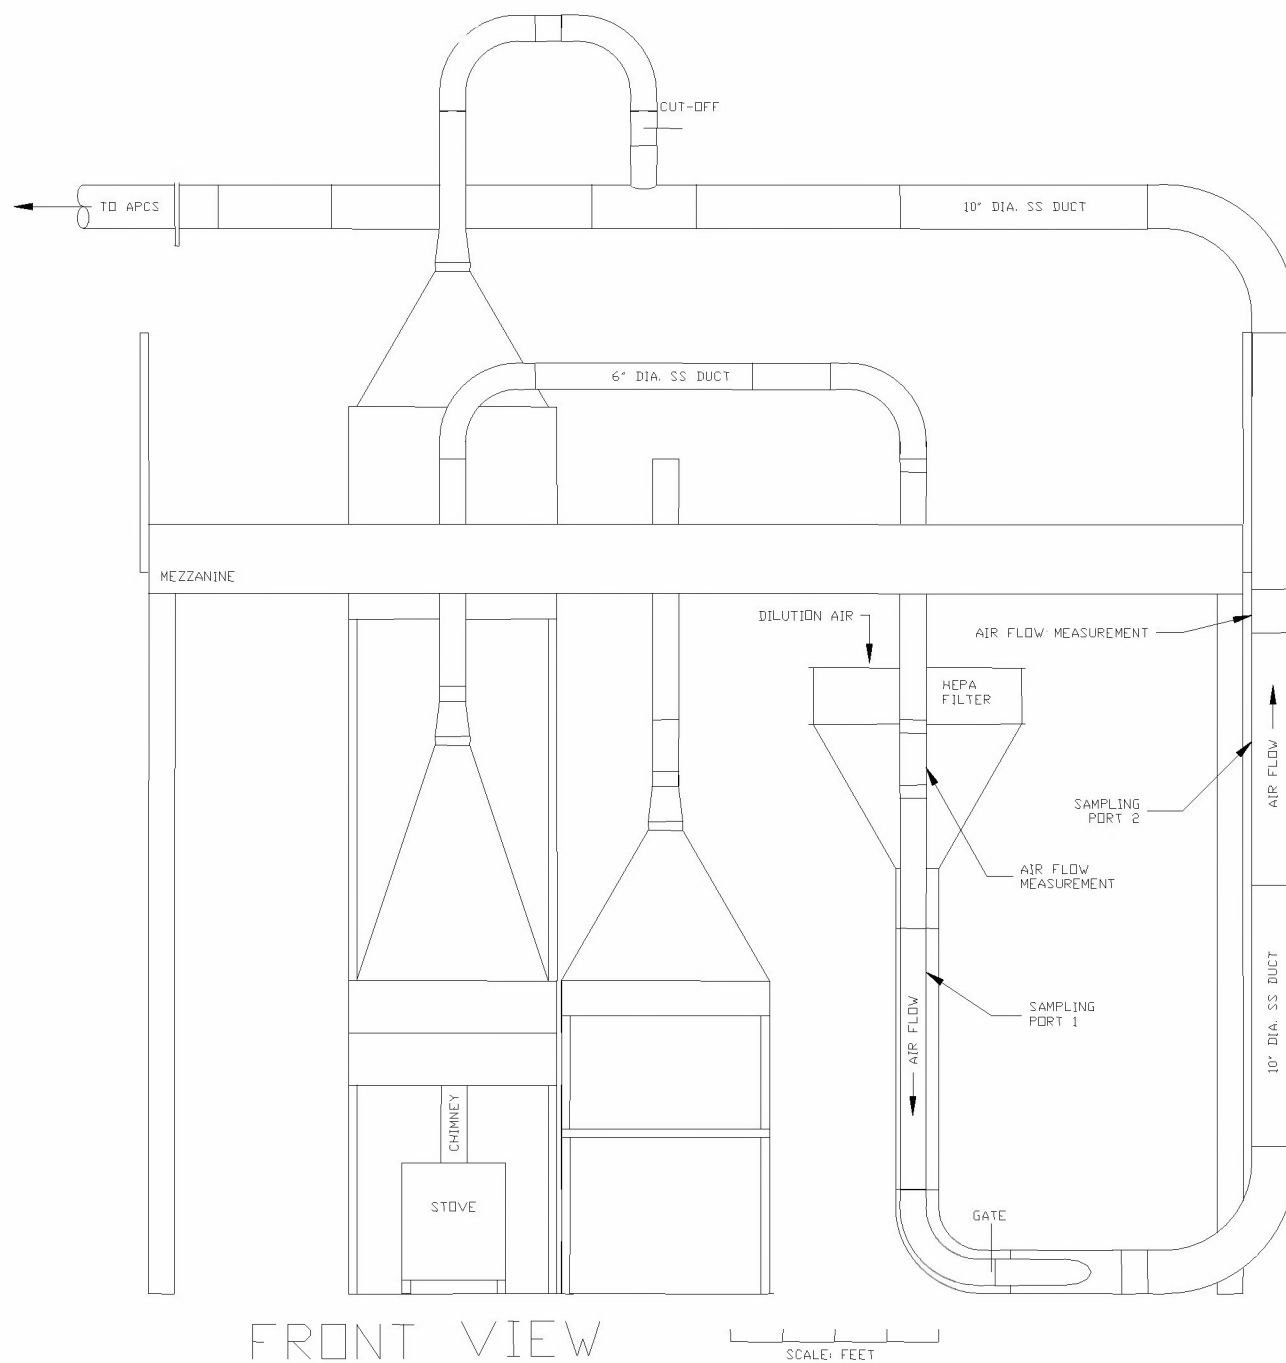 CUT-OFF
TO APCS
10" DIA. SS DUCT
6" DIA. SS DUCT
MEZZANINE
DILUTION AIR
AIR FLOW MEASUREMENT
HEPA
FILTER
AIR FLOW
SAMPLING
PORT 2
AIR FLOW
MEASUREMENT
SAMPLING
PORT 1
AIR FLOW
10" DIA. SS DUCT
CHIMNEY
STOVE
GATE
FRONT VIEW
SCALE: FEET